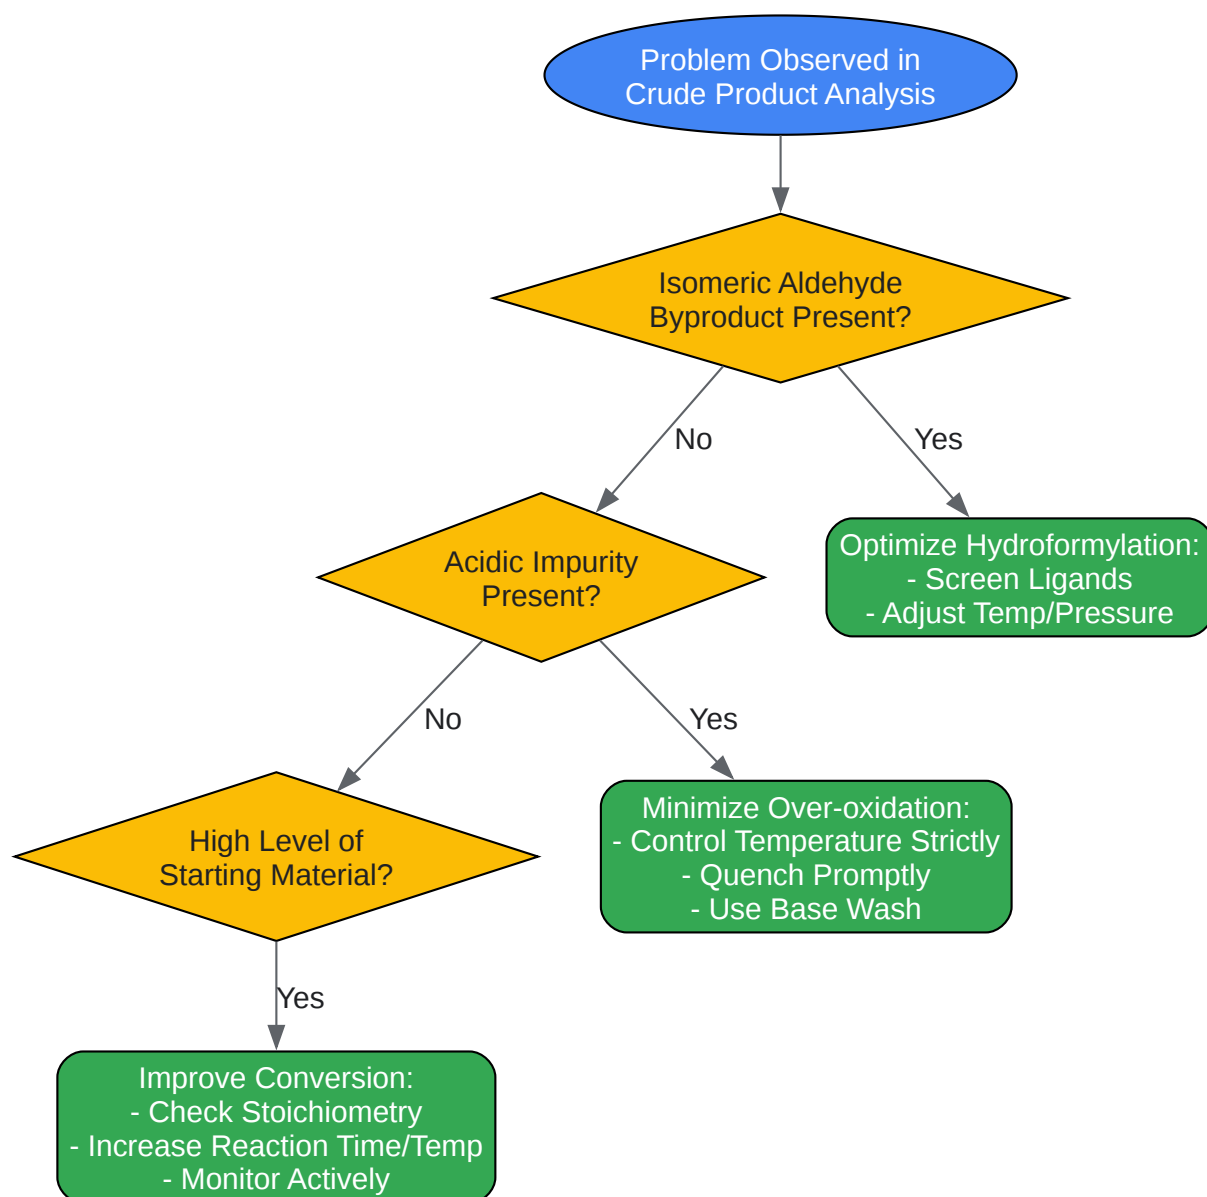 Problem Observed in
Crude Product Analysis
Isomeric Aldehyde
Byproduct Present?
No
Yes
Acidic Impurity
Present?
Optimize Hydroformylation:
- Screen Ligands
- Adjust Temp/Pressure
No
Yes
High Level of
Starting Material?
Minimize Over-oxidation:
- Control Temperature Strictly
- Quench Promptly
- Use Base Wash
Yes
Improve Conversion:
- Check Stoichiometry
- Increase Reaction Time/Temp
- Monitor Actively